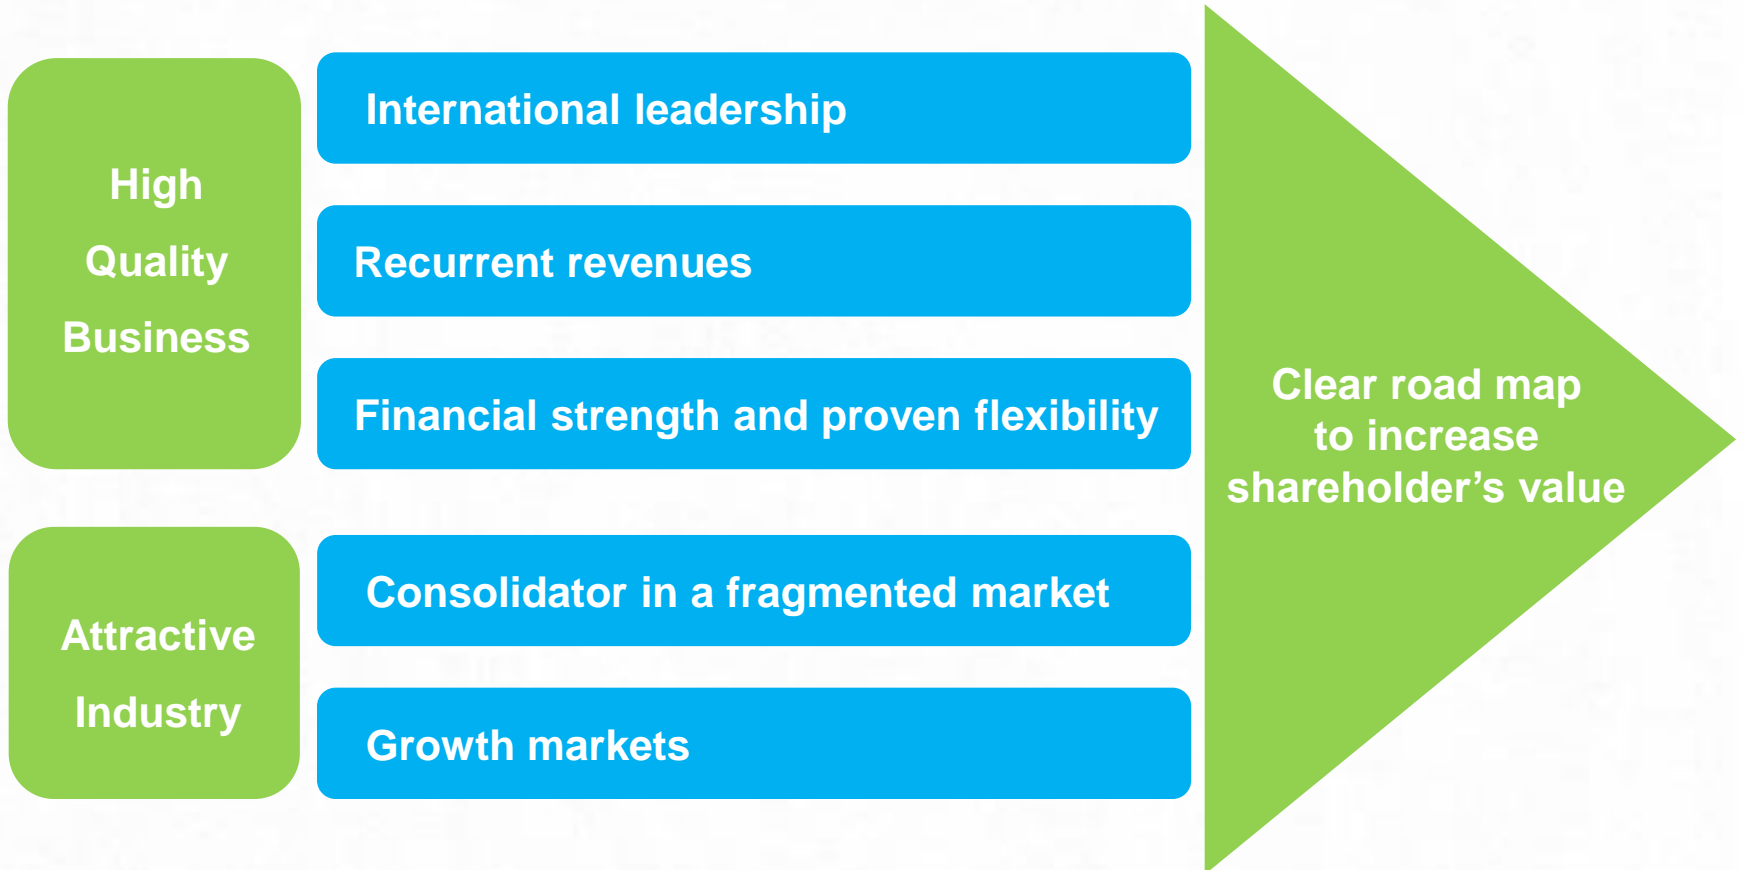 High
Quality
Business
International leadership
Recurrent revenues
Financial strength and proven flexibility
Attractive
Industry
Consolidator in a fragmented market
Growth markets
Clear road map
to increase
shareholder’s value